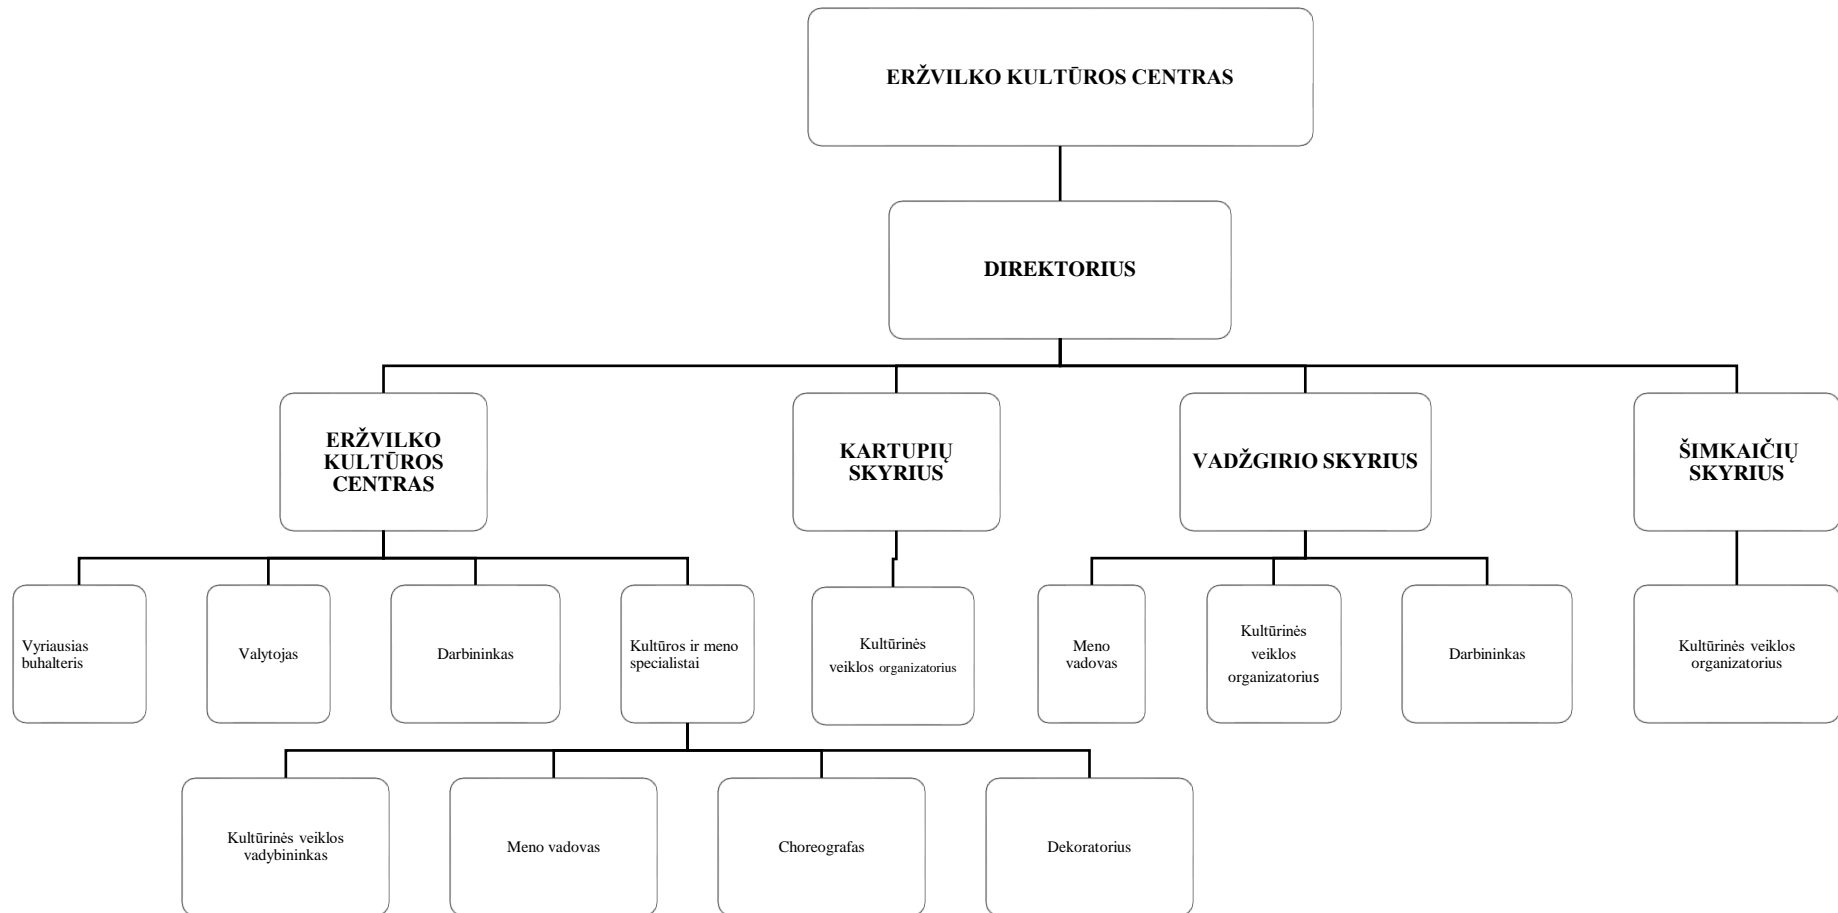 ERŽVILKO KULTŪROS CENTRAS
DIREKTORIUS
ERŽVILKO
KULTŪROS
CENTRAS
KARTUPIŲ
SKYRIUS
VADŽGIRIO SKYRIUS
ŠIMKAIČIŲ
SKYRIUS
Vyriausias
buhalteris
Valytojas
Darbininkas
Kultūros ir meno
specialistai
Kultūrinės
veiklos organizatorius
Meno
vadovas
Kultūrinės
veiklos
organizatorius
Darbininkas
Kultūrinės veiklos
organizatorius
Kultūrinės veiklos
vadybininkas
Meno vadovas
Choreografas
Dekoratorius